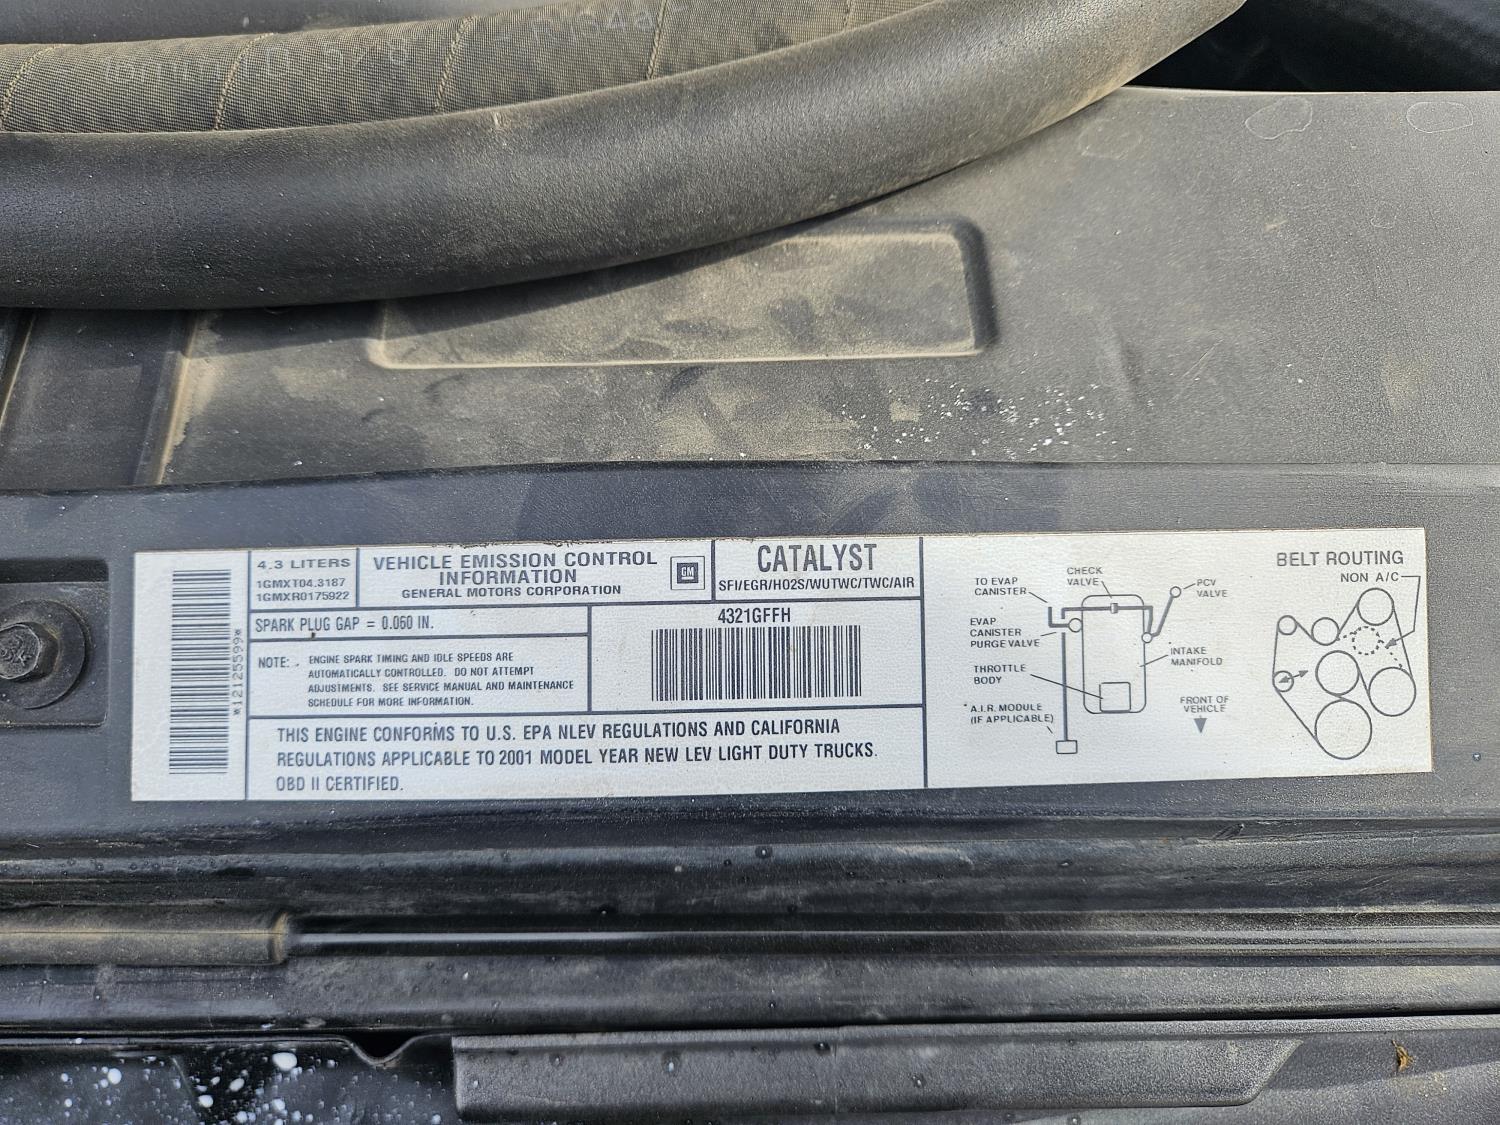 R134a
4.3 LITERS
1GMXT04.3187
1GMXR0175922
VEHICLE EMISSION CONTROL
INFORMATION
GENERAL MOTORS CORPORATION
GM
CATALYST
SFI/EGR/HO2S/WUTWC/TWC/AIR
SPARK PLUG GAP = 0.060 IN.
NOTE: ENGINE SPARK TIMING AND IDLE SPEEDS ARE
AUTOMATICALLY CONTROLLED. DO NOT ATTEMPT
ADJUSTMENTS. SEE SERVICE MANUAL AND MAINTENANCE
SCHEDULE FOR MORE INFORMATION.
4321GFFH
*12125599*
THIS ENGINE CONFORMS TO U.S. EPA NLEV REGULATIONS AND CALIFORNIA
REGULATIONS APPLICABLE TO 2001 MODEL YEAR NEW LEV LIGHT DUTY TRUCKS.
OBD II CERTIFIED.
TO EVAP
CANISTER
CHECK
VALVE
PCV
VALVE
EVAP
CANISTER
PURGE VALVE
THROTTLE
BODY
INTAKE
MANIFOLD
A.I.R. MODULE
(IF APPLICABLE)
FRONT OF
VEHICLE
BELT ROUTING
NON A/C